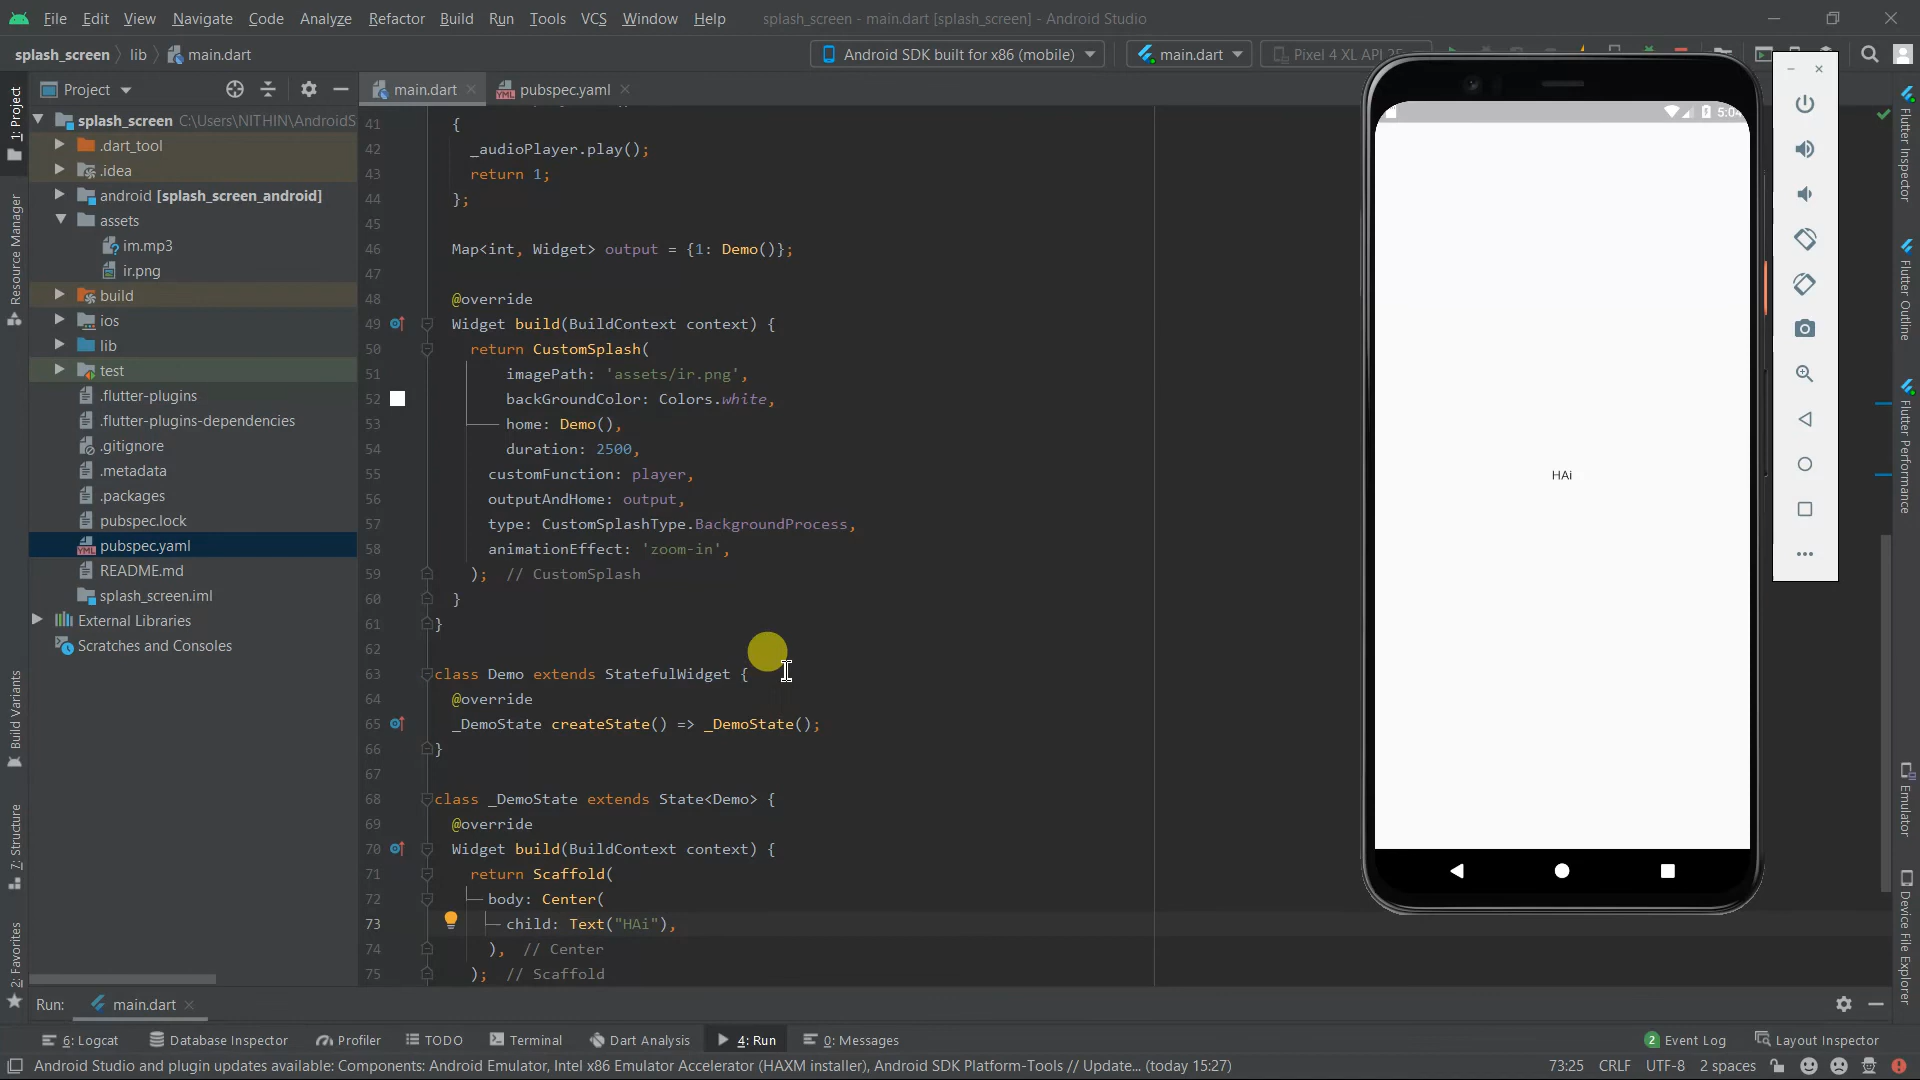 File Edit View Navigate Code Analyze Refactor Build Run Tools VCS Window Help splash_screen - main.dart [splash_screen] - Android Studio
splash_screen lib main.dart Android SDK built for x86 (mobile) main.dart Pixel 4 XL API
Project main.dart pubspec.yaml
splash_screen C:\Users\NITHIN\AndroidS
.dart_tool
.idea
android [splash_screen_android]
assets
im.mp3
ir.png
build
ios
lib
test
.flutter-plugins
.flutter-plugins-dependencies
.gitignore
.metadata
.packages
pubspec.lock
pubspec.yaml
README.md
splash_screen.iml
External Libraries
Scratches and Consoles
1: Project
Resource Manager
Build Variants
7: Structure
2: Favorites
41 {
42 _audioPlayer.play();
43 return 1;
44 };
45
46 Map<int, Widget> output = {1: Demo()};
47
48 @override
49 Widget build(BuildContext context) {
50 return CustomSplash(
51 imagePath: 'assets/ir.png',
52 backGroundColor: Colors.white,
53 home: Demo(),
54 duration: 2500,
55 customFunction: player,
56 outputAndHome: output,
57 type: CustomSplashType.BackgroundProcess,
58 animationEffect: 'zoom-in',
59 ); // CustomSplash
60 }
61 }
62
63 class Demo extends StatefulWidget {
64 @override
65 _DemoState createState() => _DemoState();
66 }
67
68 class _DemoState extends State<Demo> {
69 @override
70 Widget build(BuildContext context) {
71 return Scaffold(
72 body: Center(
73 child: Text("HAi"),
74 ), // Center
75 ); // Scaffold
HAi
Flutter Inspector
Flutter Outline
Flutter Performance
Emulator
Device File Explorer
Run: main.dart
6: Logcat Database Inspector Profiler TODO Terminal Dart Analysis 4: Run 0: Messages 2 Event Log Layout Inspector
Android Studio and plugin updates available: Components: Android Emulator, Intel x86 Emulator Accelerator (HAXM installer), Android SDK Platform-Tools // Update... (today 15:27) 73:25 CRLF UTF-8 2 spaces